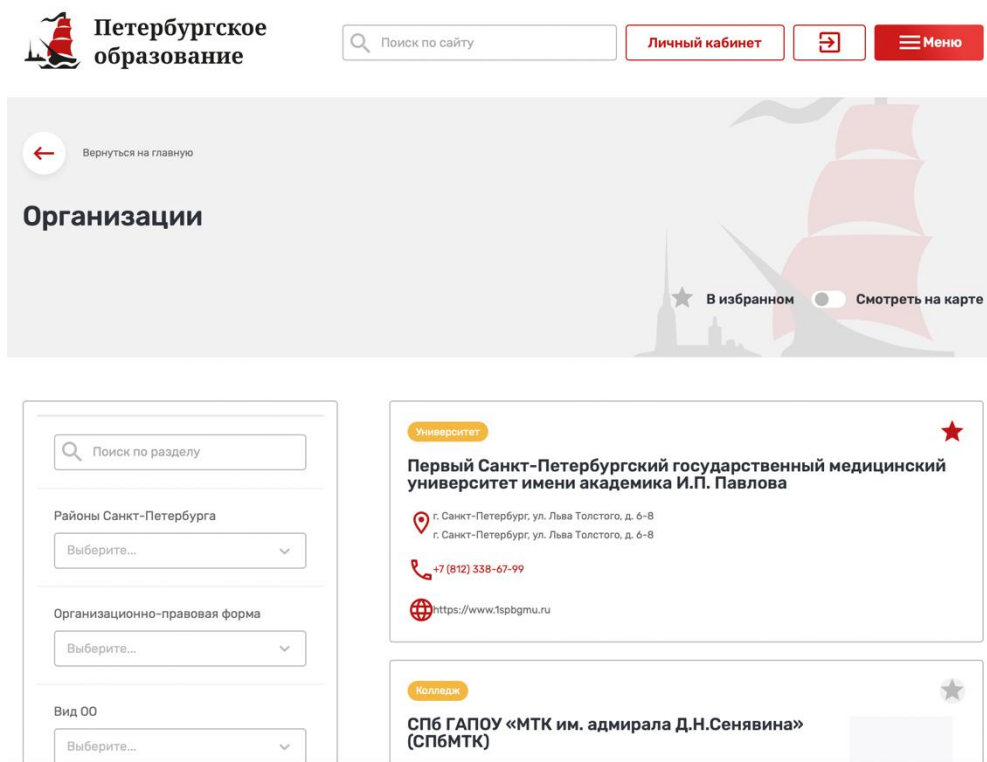 Петербургское
образование
Поиск по сайту
Личный кабинет
Меню
Вернуться на главную
Организации
В избранном
Смотреть на карте
Поиск по разделу
Районы Санкт-Петербурга
Выберите...
Организационно-правовая форма
Выберите...
Вид ОО
Выберите...
Университет
Первый Санкт-Петербургский государственный медицинский
университет имени академика И.П. Павлова
г. Санкт-Петербург, ул. Льва Толстого, д. 6-8
г. Санкт-Петербург, ул. Льва Толстого, д. 6-8
+7 (812) 338-67-99
https://www.1spbgmu.ru
Колледж
СПб ГАПОУ «МТК им. адмирала Д.Н.Сенявина»
(СПбМТК)